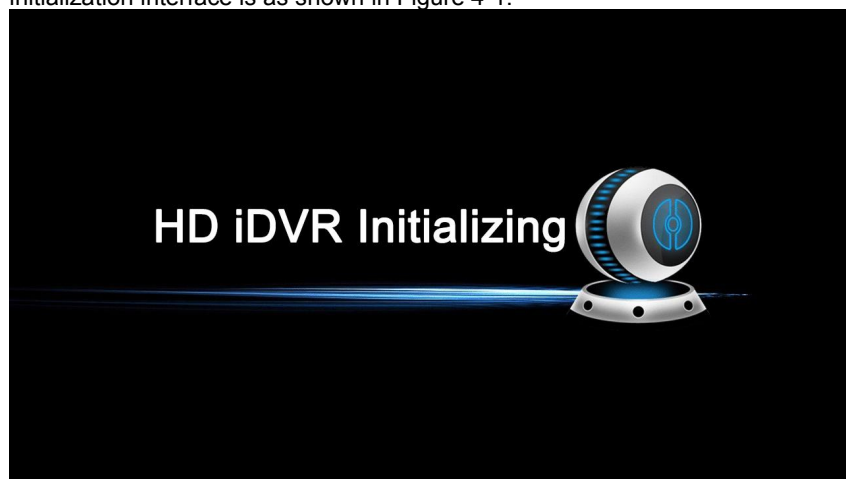 initialization interface is as shown in Figure 4-1.
HD iDVR Initializing